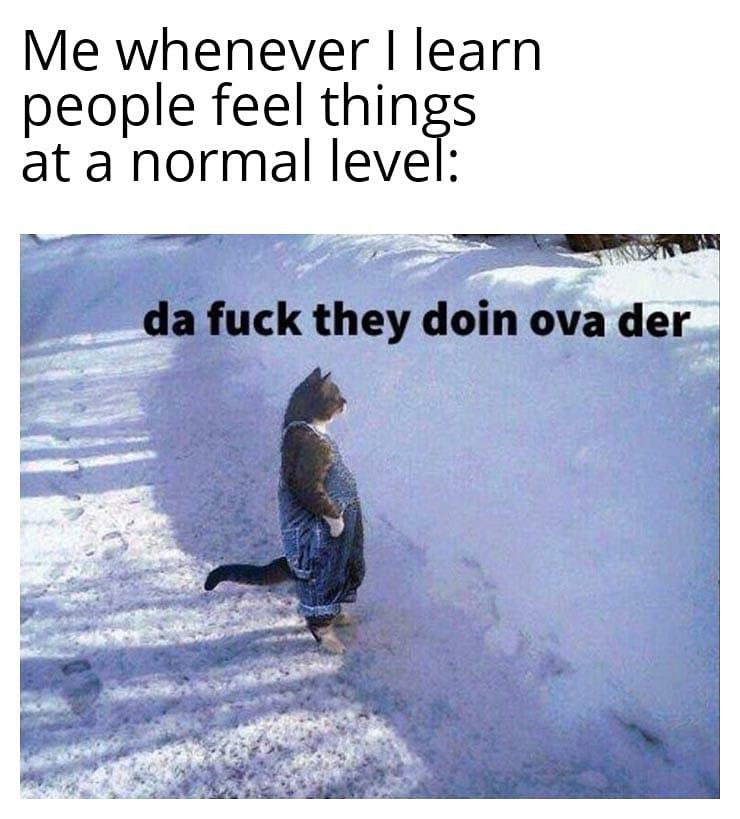 Me whenever I learn
people feel things
at a normal level:
da fuck they doin ova der